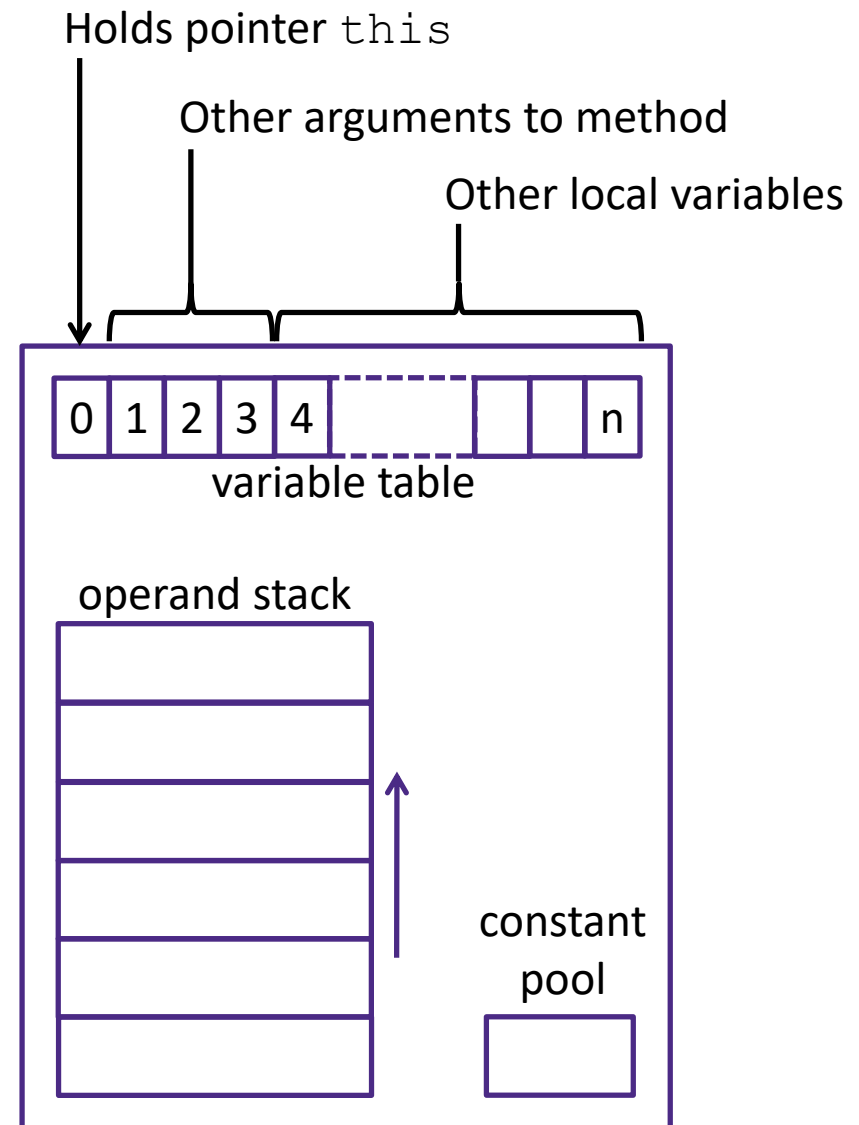 Holds pointer this
Other arguments to method
Other local variables
0 1 2 3 4 n
variable table
operand stack
constant
pool